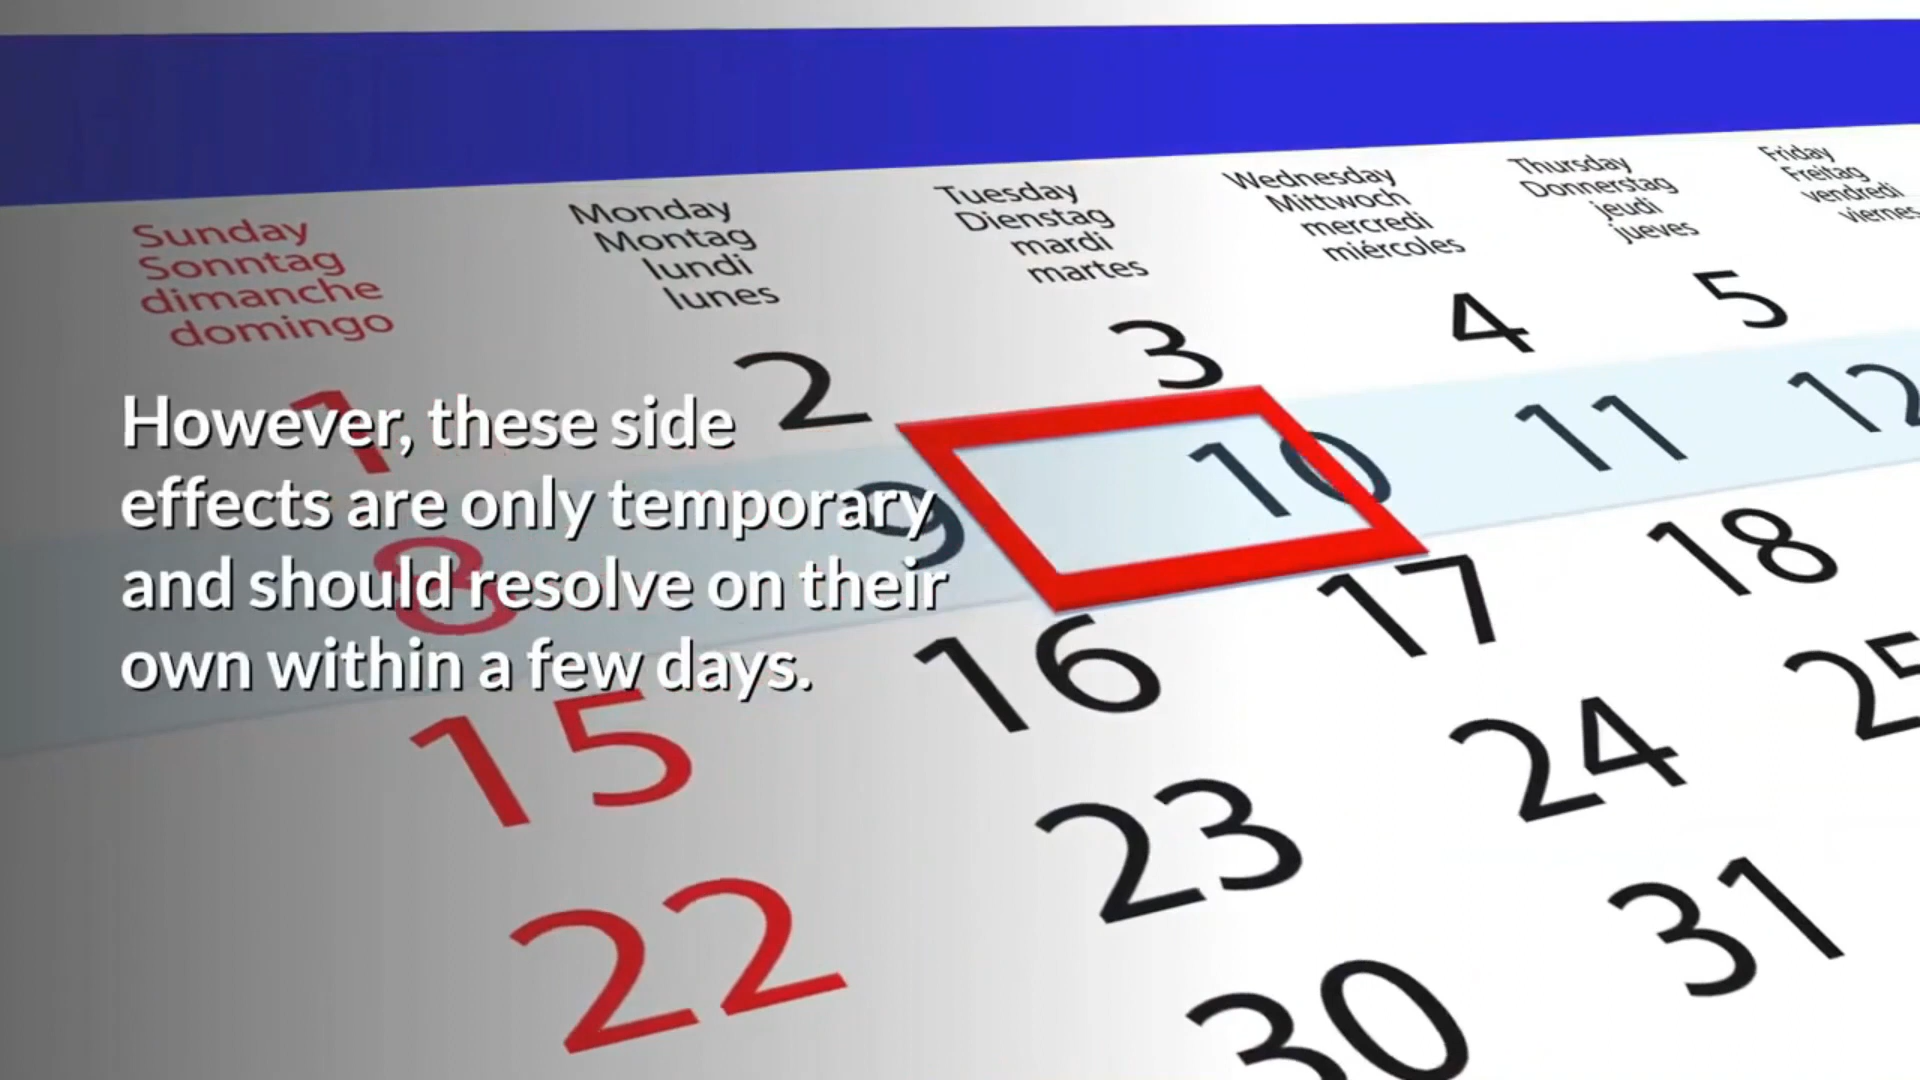 Sunday
Sonntag
dimanche
domingo
Monday
Montag
lundi
lunes
Tuesday
Dienstag
mardi
martes
Wednesday
Mittwoch
mercredi
miércoles
Thursday
Donnerstag
jeudi
jueves
Friday
Freitag
vendredi
viernes
1 2 3 4 5
8 9 10 11 12
15 16 17 18
22 23 24 25
30 31
However, these side
effects are only temporary
and should resolve on their
own within a few days.